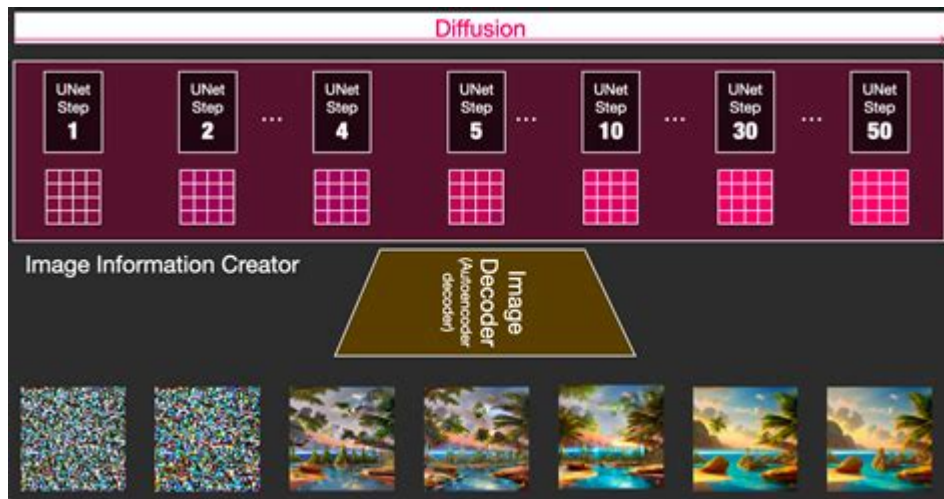 Diffusion
UNet
Step
1
UNet
Step
2
...
UNet
Step
4
UNet
Step
5
...
UNet
Step
10
...
UNet
Step
30
...
UNet
Step
50
Image Information Creator
Image
Decoder
(Autoencoder
decoder)